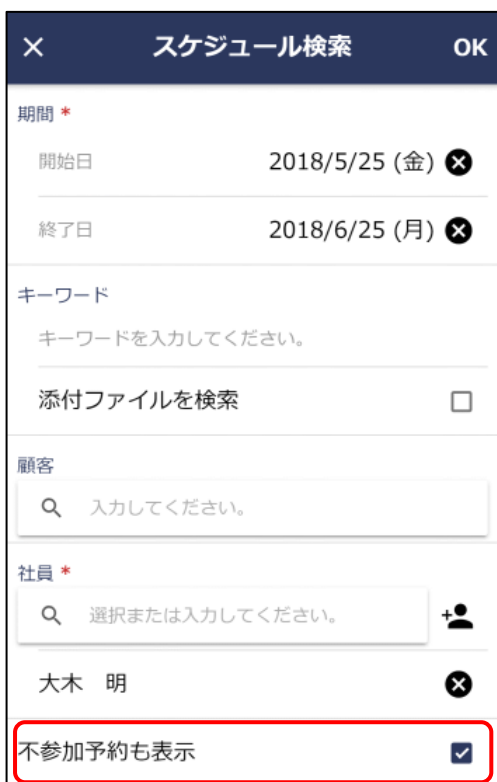 スケジュール検索 OK
期間 *
開始日 2018/5/25 (金)
終了日 2018/6/25 (月)
キーワード
キーワードを入力してください。
添付ファイルを検索
顧客
入力してください。
社員 *
選択または入力してください。
大木　明
不参加予約も表示